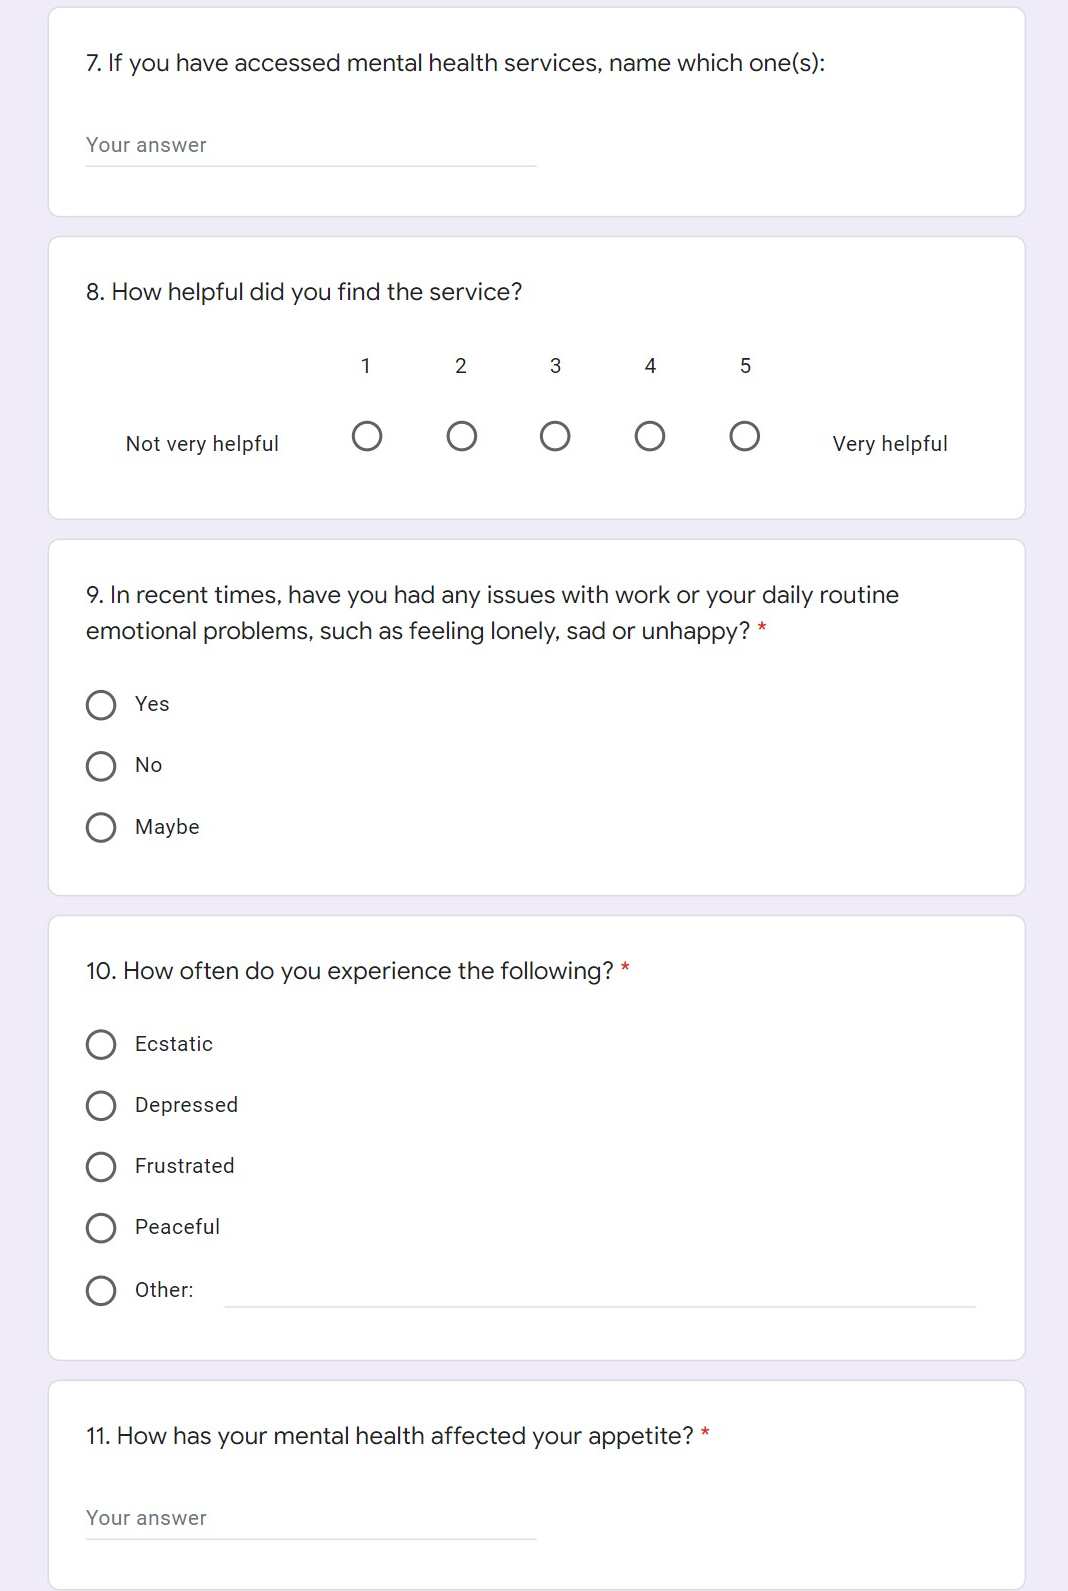 7. If you have accessed mental health services, name which one(s):
Your answer
8. How helpful did you find the service?
1 2 3 4 5
Not very helpful Very helpful
9. In recent times, have you had any issues with work or your daily routine
emotional problems, such as feeling lonely, sad or unhappy? *
Yes
No
Maybe
10. How often do you experience the following? *
Ecstatic
Depressed
Frustrated
Peaceful
Other:
11. How has your mental health affected your appetite? *
Your answer